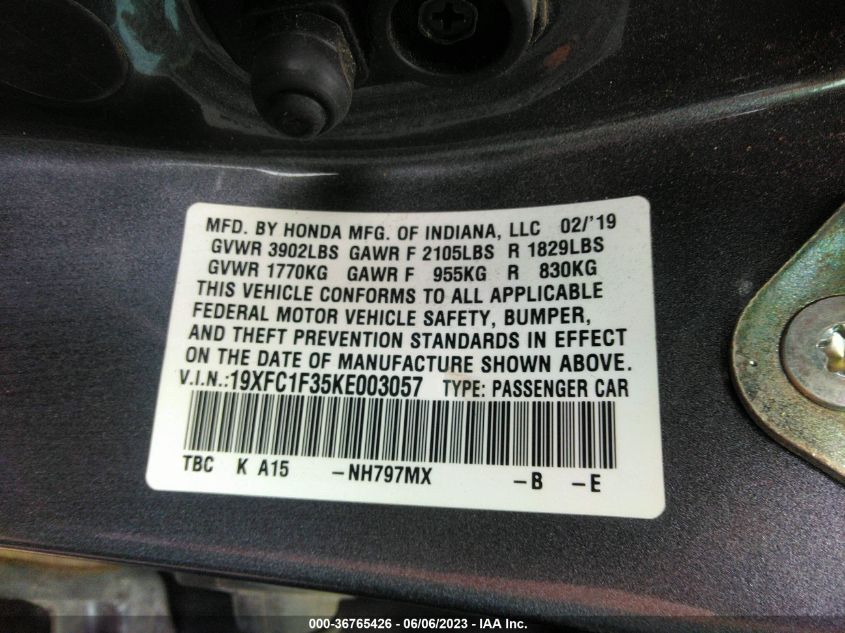 MFD. BY HONDA MFG. OF INDIANA, LLC 02/'19
GVWR 3902LBS GAWR F 2105LBS R 1829LBS
GVWR 1770KG GAWR F 955KG R 830KG
THIS VEHICLE CONFORMS TO ALL APPLICABLE
FEDERAL MOTOR VEHICLE SAFETY, BUMPER,
AND THEFT PREVENTION STANDARDS IN EFFECT
ON THE DATE OF MANUFACTURE SHOWN ABOVE.
V.I.N.:19XFC1F35KE003057 TYPE: PASSENGER CAR
TBC K A15 -NH797MX -B -E
000-36765426 - 06/06/2023 - IAA Inc.